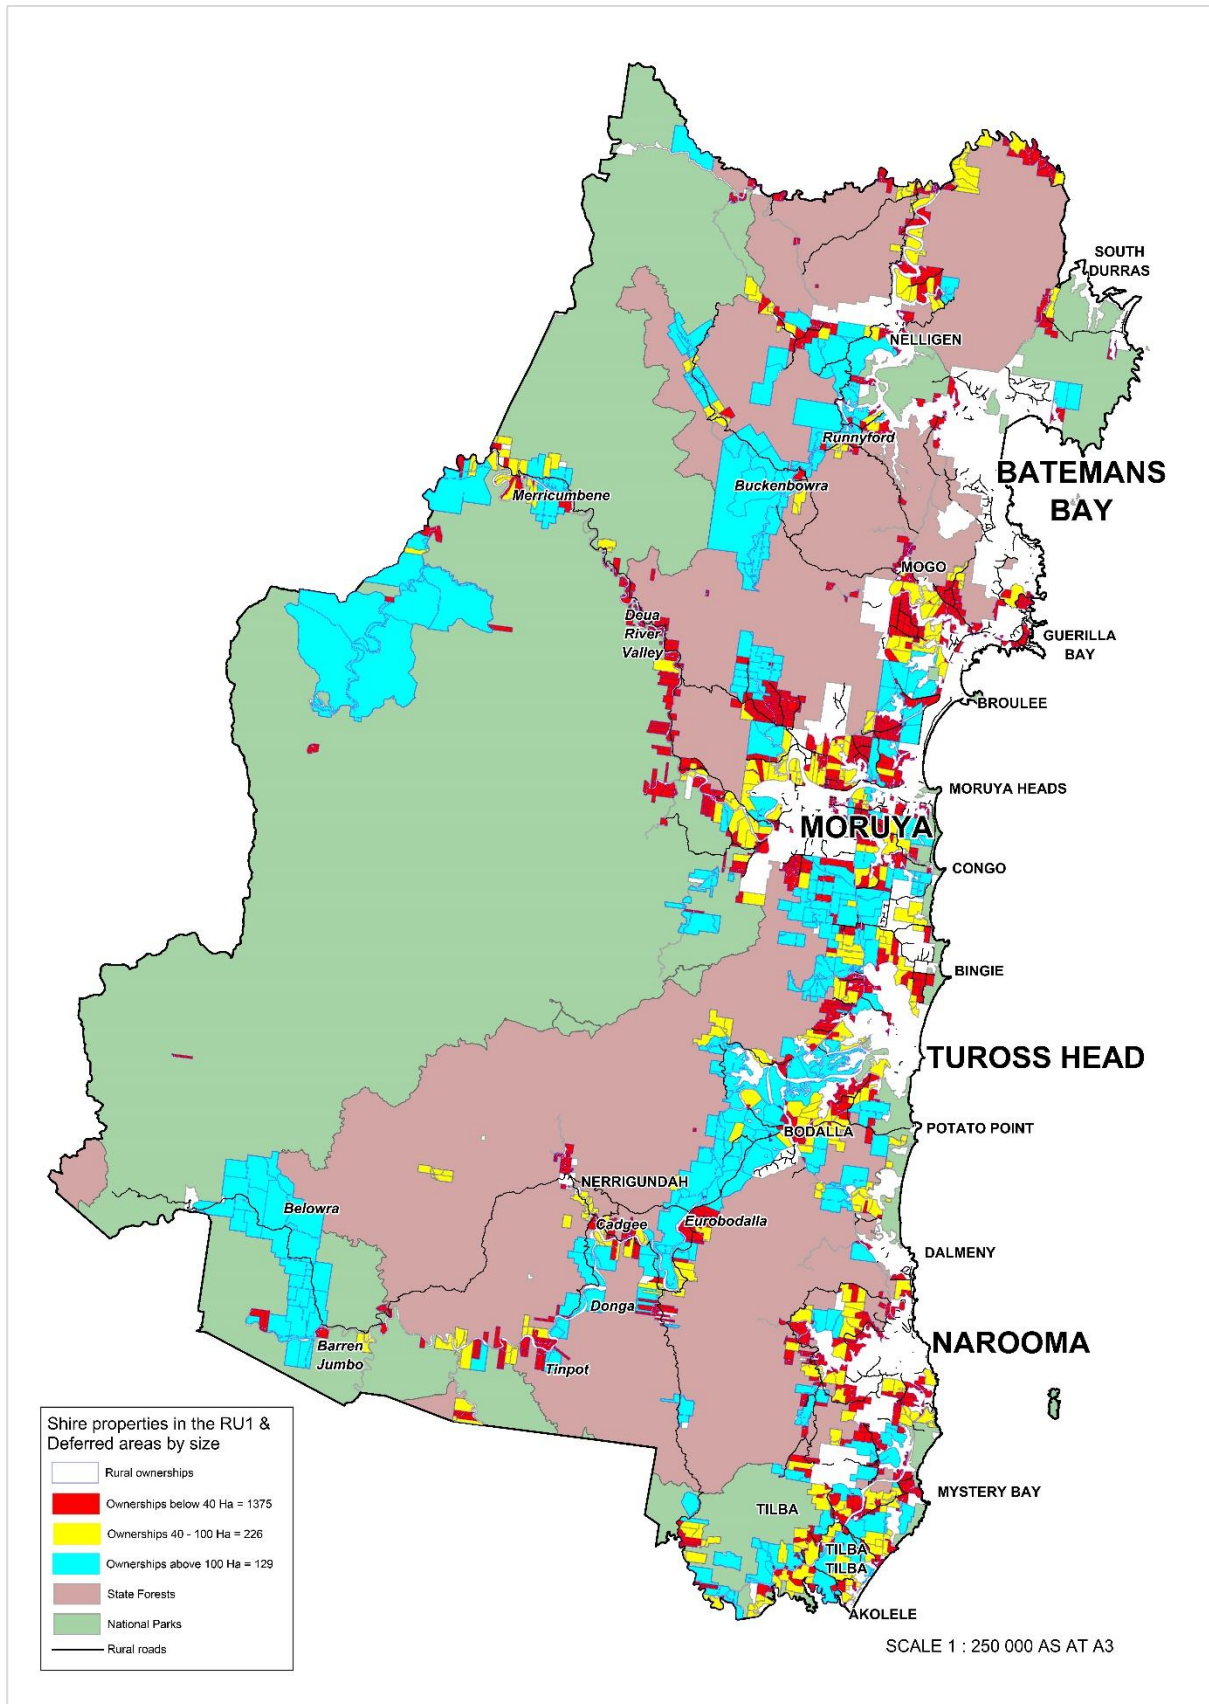 SOUTH
DURRAS
NELLIGEN
Runnyford
BATEMANS
BAY
Buckenbowra
Merricumbene
MOGO
Deua
River
Valley
GUERILLA
BAY
BROULEE
MORUYA HEADS
MORUYA
CONGO
BINGIE
TUROSS HEAD
BODALLA
POTATO POINT
NERRIGUNDAH
Belowra
Cadgee
Eurobodalla
DALMENY
Donga
NAROOMA
Barren
Jumbo
Tinpot
Shire properties in the RU1 &
Deferred areas by size
Rural ownerships
Ownerships below 40 Ha = 1375
Ownerships 40 - 100 Ha = 226
Ownerships above 100 Ha = 129
State Forests
National Parks
Rural roads
MYSTERY BAY
TILBA
TILBA
TILBA
AKOLELE
SCALE 1 : 250 000 AS AT A3